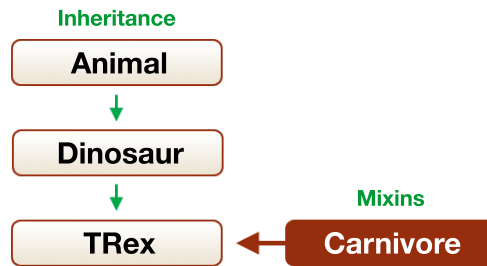 Inheritance
Animal
Dinosaur
Mixins
TRex
Carnivore